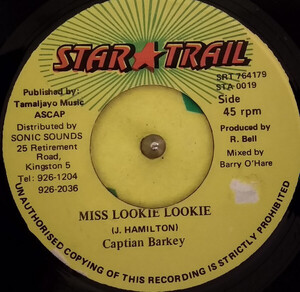 STAR TRAIL
Published by:
Tamaljayo Music
ASCAP
Distributed by
SONIC SOUNDS
25 Retirement
Road,
Kingston 5
Tel: 926-1204
926-2036
SRT 764179
STA 0019
Side
45 rpm
Produced by
R. Bell
Mixed by
Barry O'Hare
MISS LOOKIE LOOKIE
(J. HAMILTON)
Captian Barkey
UNAUTHORISED COPYING OF THIS RECORDING IS STRICTLY PROHIBITED